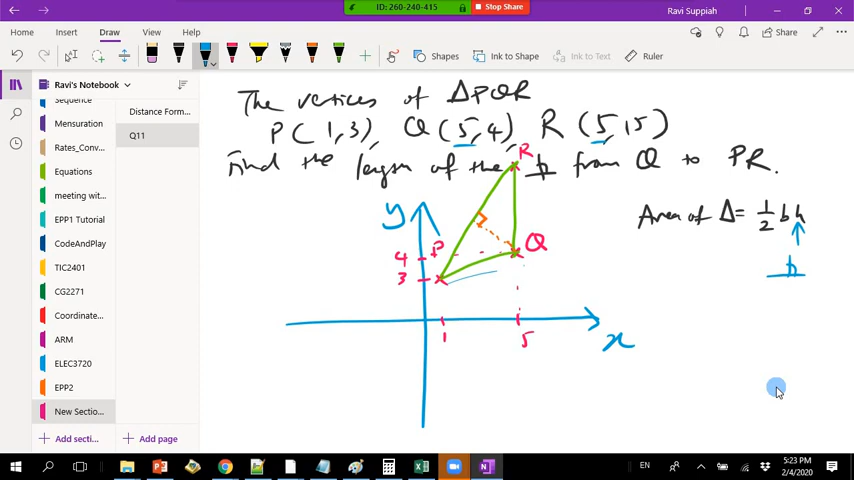 ID: 260-240-415
Stop Share
Ravi Suppiah
Home
Insert
Draw
View
Help
Share
Shapes
Ink to Shape
Ink to Text
Ruler
Ravi's Notebook
Sequence
Mensuration
Rates_Conv...
Equations
meeting wit...
EPP1 Tutorial
CodeAndPlay
TIC2401
CG2271
Coordinate...
ARM
ELEC3720
EPP2
New Sectio...
Add secti...
Distance Form...
Q11
Add page
The vertices of ΔPQR
P(1,3), Q(5,4), R(5,15)
Find the length of the ⊥ from Q to PR.
Area of Δ = 1/2 bh
⊥
R
y
P
Q
4
3
1
5
x
EN
5:23 PM
2/4/2020